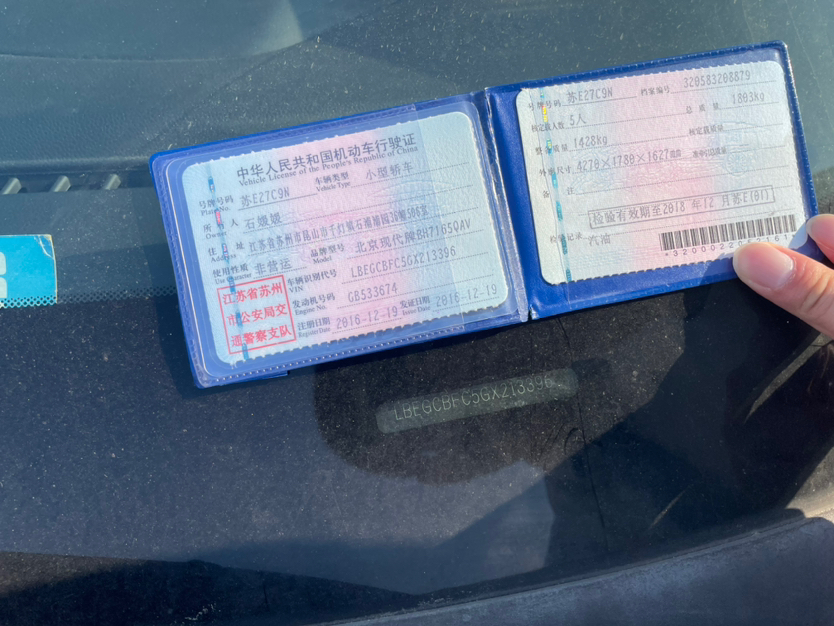 中华人民共和国机动车行驶证
Vehicle License of the People's Republic of China
号牌号码 苏E27C9N 车辆类型 小型轿车
Plate No. Vehicle Type
所有人 石媛媛
Owner
住址 江苏省苏州市昆山市千灯镇石浦
Address
使用性质 非营运 品牌型号 北京现代牌BH7165QAV
Use Character Model
车辆识别代号 LBEGCBFC5GX213396
VIN
发动机号码 GB533674
Engine No.
注册日期 2016-12-19 发证日期 2016-12-19
Register Date Issue Date
江苏省苏州
市公安局交
通警察支队
号牌号码 苏E27C9N 档案编号 320583208879
核定载人数 5人 总质量 1803kg
整备质量 1428kg 核定载质量
外廓尺寸 4270×1780×1627mm 准牵引总质量
备注
检验有效期至2018年12月苏E(01)
检验记录
汽油
LBEGCBFC5GX213396